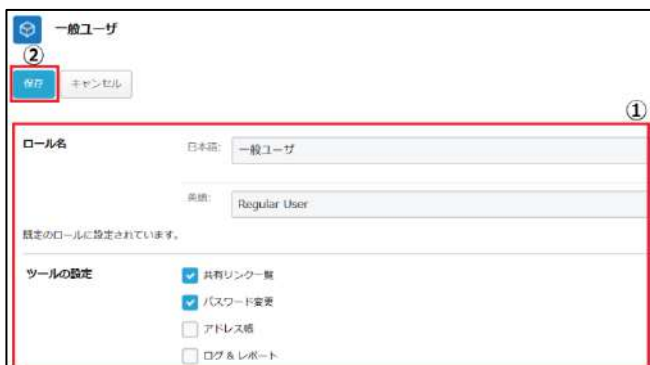 一般ユーザ
②
保存 キャンセル
①
ロール名 日本語: 一般ユーザ
英語: Regular User
既定のロールに設定されています。
ツールの設定 共有リンク一覧
パスワード変更
アドレス帳
ログ & レポート